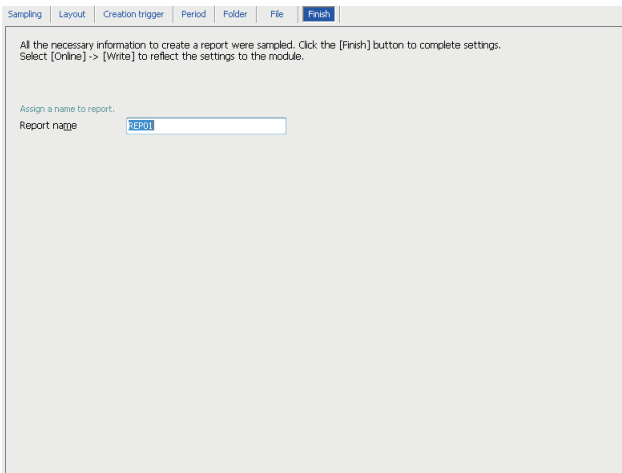 Sampling Layout Creation trigger Period Folder File Finish
All the necessary information to create a report were sampled. Click the [Finish] button to complete settings.
Select [Online] -> [Write] to reflect the settings to the module.
Assign a name to report.
Report name REP01